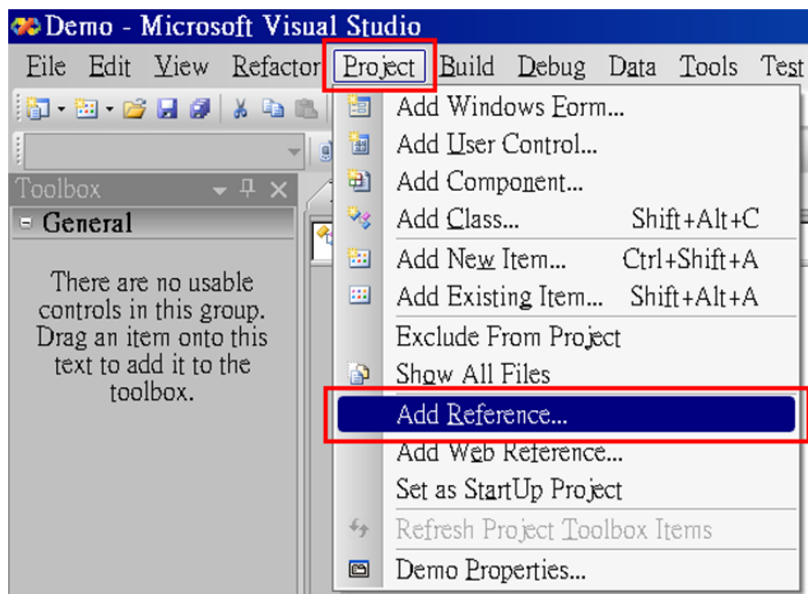 Demo - Microsoft Visual Studio
File Edit View Refactor Project Build Debug Data Tools Test
Toolbox
General
There are no usable
controls in this group.
Drag an item onto this
text to add it to the
toolbox.
Add Windows Form...
Add User Control...
Add Component...
Add Class... Shift+Alt+C
Add New Item... Ctrl+Shift+A
Add Existing Item... Shift+Alt+A
Exclude From Project
Show All Files
Add Reference...
Add Web Reference...
Set as StartUp Project
Refresh Project Toolbox Items
Demo Properties...